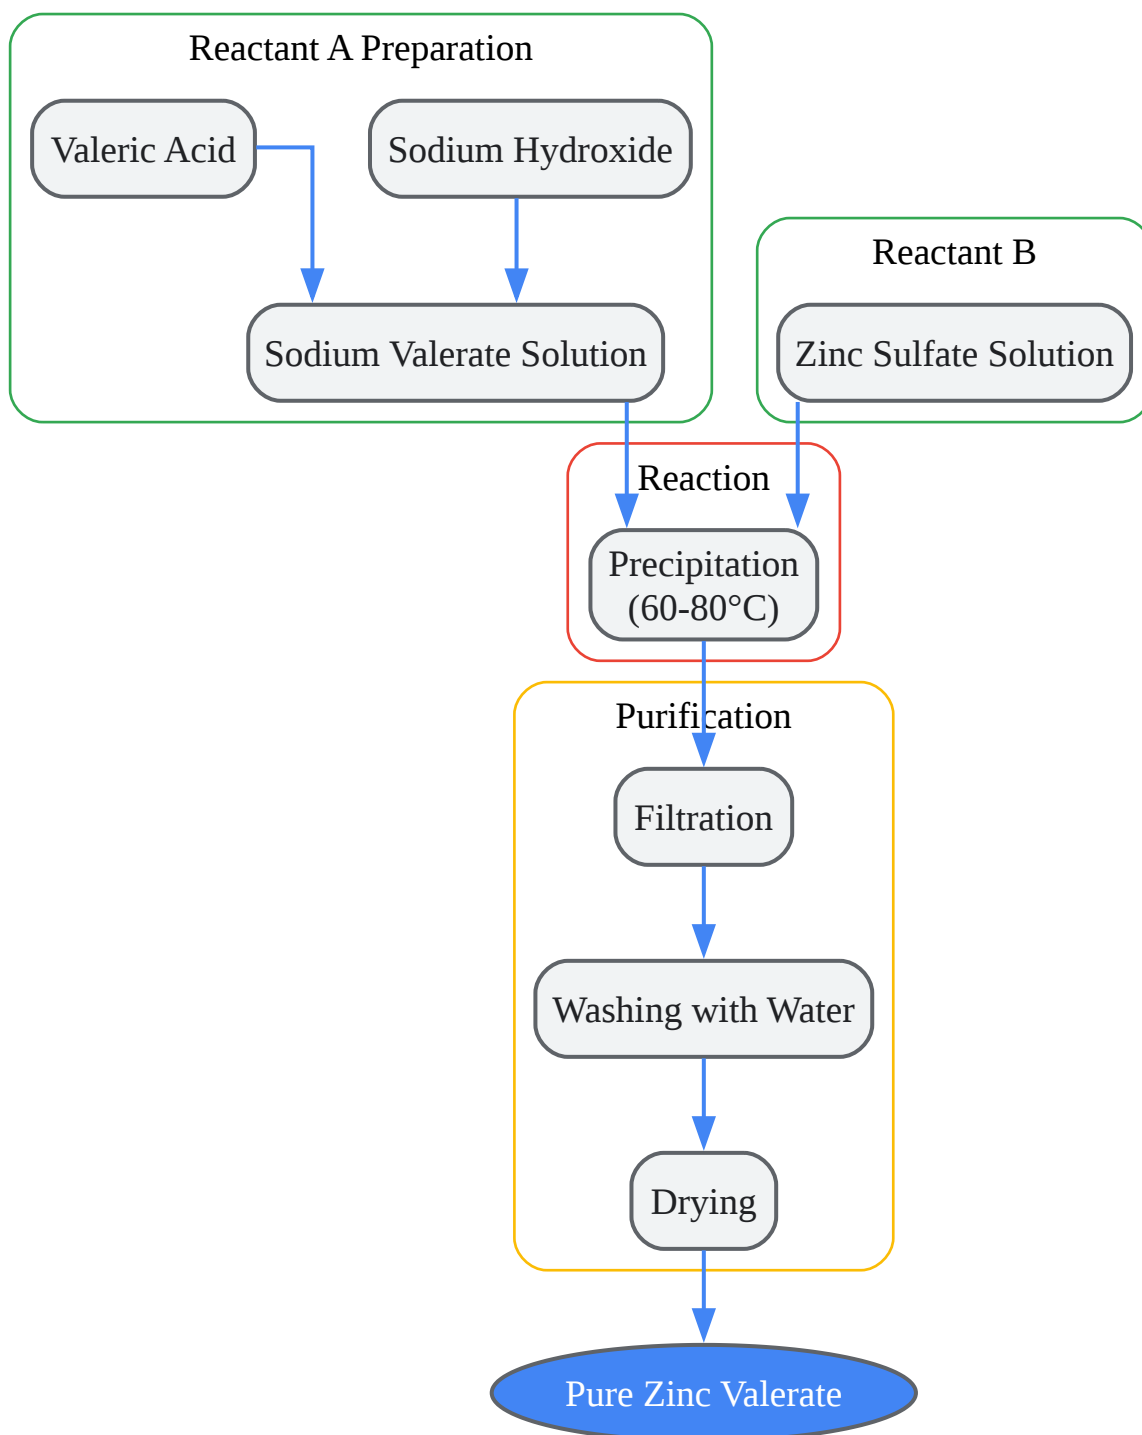 Reactant A Preparation
Valeric Acid
Sodium Hydroxide
Sodium Valerate Solution
Reactant B
Zinc Sulfate Solution
Reaction
Precipitation
(60-80°C)
Purification
Filtration
Washing with Water
Drying
Pure Zinc Valerate